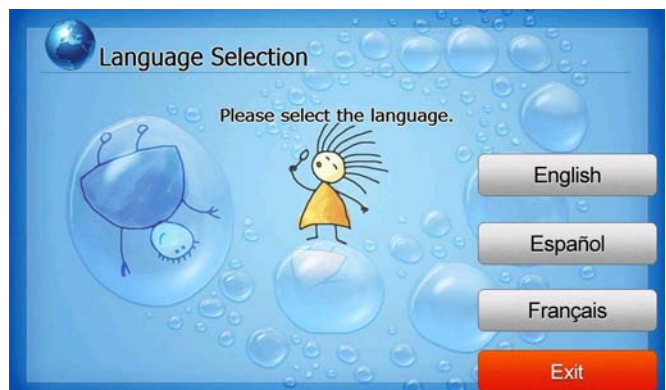 Language Selection
Please select the language.
English
Español
Français
Exit